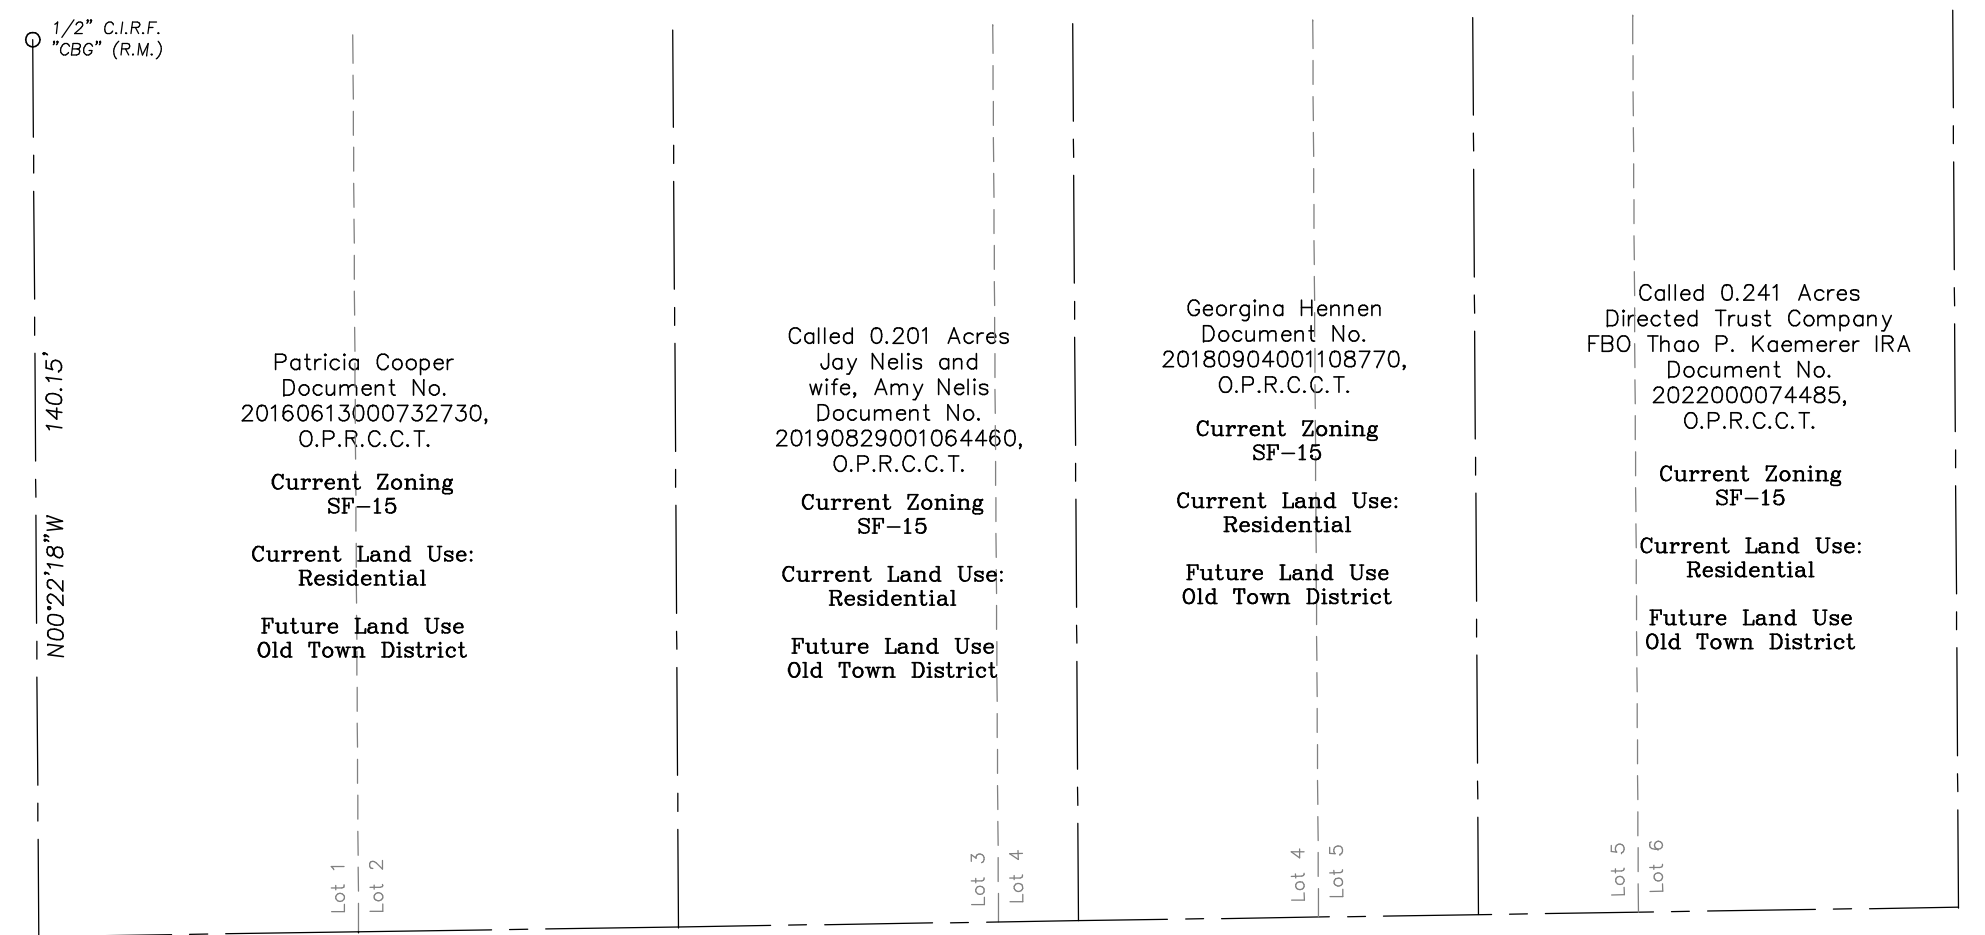 1/2" C.I.R.F.
"CBG" (R.M.)
N00°22'18"W 140.15'
Patricia Cooper
Document No.
20160613000732730,
O.P.R.C.C.T.
Current Zoning
SF-15
Current Land Use:
Residential
Future Land Use
Old Town District
Called 0.201 Acres
Jay Nelis and
wife, Amy Nelis
Document No.
20190829001064460,
O.P.R.C.C.T.
Current Zoning
SF-15
Current Land Use:
Residential
Future Land Use
Old Town District
Georgina Hennen
Document No.
20180904001108770,
O.P.R.C.C.T.
Current Zoning
SF-15
Current Land Use:
Residential
Future Land Use
Old Town District
Called 0.241 Acres
Directed Trust Company
FBO Thao P. Kaemerer IRA
Document No.
2022000074485,
O.P.R.C.C.T.
Current Zoning
SF-15
Current Land Use:
Residential
Future Land Use
Old Town District
Lot 1
Lot 2
Lot 3
Lot 4
Lot 4
Lot 5
Lot 5
Lot 6